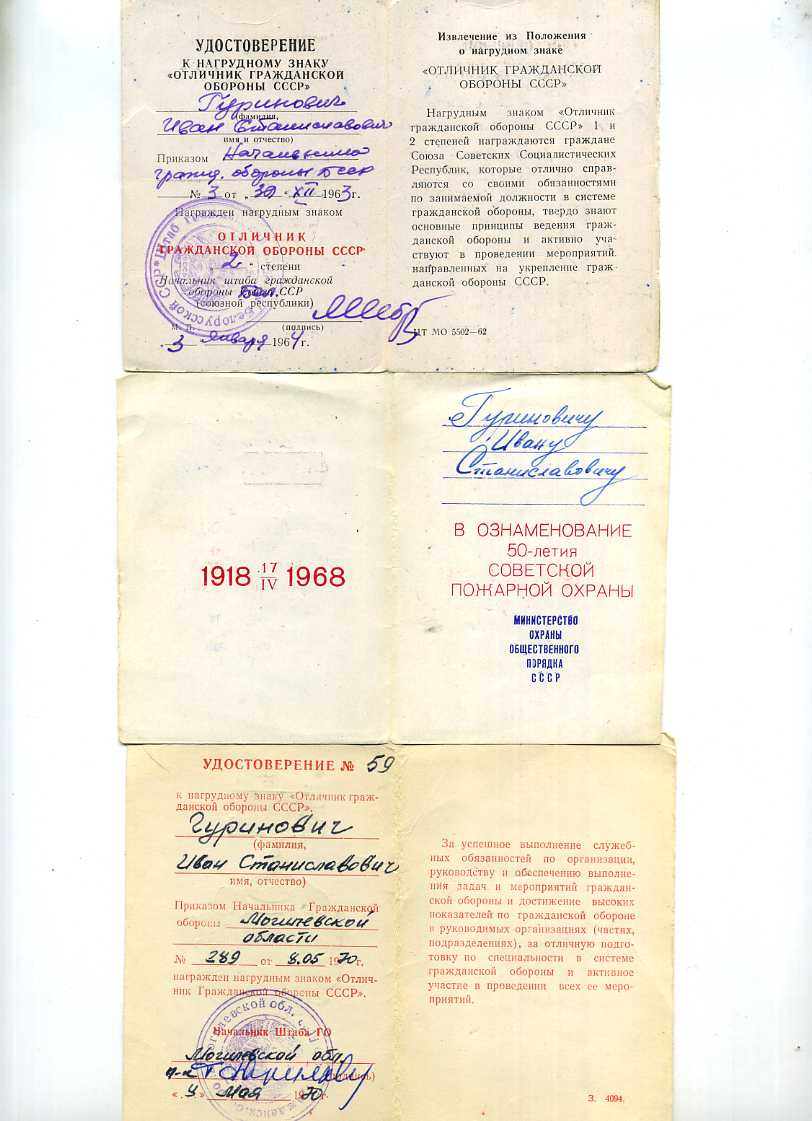 УДОСТОВЕРЕНИЕ
К НАГРУДНОМУ ЗНАКУ
«ОТЛИЧНИК ГРАЖДАНСКОЙ
ОБОРОНЫ СССР»
Гуринович
(фамилия,
Иван Станиславович
имя и отчество)
Приказом Начальника
гражд. обороны БССР
№ 3 от „30“ XII 1963г.
Награжден нагрудным знаком
ОТЛИЧНИК
ГРАЖДАНСКОЙ ОБОРОНЫ СССР
„2“ степени
Начальник штаба гражданской
обороны Бел. ССР
(союзной республики)
М. П. (подпись)
„3 января 1964г.
Извлечение из Положения
о нагрудном знаке
«ОТЛИЧНИК ГРАЖДАНСКОЙ
ОБОРОНЫ СССР»
Нагрудным знаком «Отличник
гражданской обороны СССР» 1 и
2 степеней награждаются граждане
Союза Советских Социалистических
Республик, которые отлично справ-
ляются со своими обязанностями
по занимаемой должности в системе
гражданской обороны, твердо знают
основные принципы ведения граж-
данской обороны и активно уча-
ствуют в проведении мероприятий,
направленных на укрепление граж-
данской обороны СССР.
ЦТ МО 5502—62
1918 17/IV 1968
Гуриновичу
Ивану
Станиславовичу
В ОЗНАМЕНОВАНИЕ
50-летия
СОВЕТСКОЙ
ПОЖАРНОЙ ОХРАНЫ
МИНИСТЕРСТВО
ОХРАНЫ
ОБЩЕСТВЕННОГО
ПОРЯДКА
СССР
УДОСТОВЕРЕНИЕ № 59
к нагрудному знаку «Отличник граж-
данской обороны СССР».
Гуринович
(фамилия,
Иван Станиславович
имя, отчество)
Приказом Начальника Гражданской
обороны Могилевской
области
№ 289 от 8.05 1970г.
награжден нагрудным знаком «Отлич-
ник Гражданской обороны СССР».
Начальник Штаба ГО
Могилевской обл.
п-к
(подпись)
« 4 » мая 1970г.
За успешное выполнение служеб-
ных обязанностей по организации,
руководству и обеспечению выполне-
ния задач и мероприятий граждан-
ской обороны и достижение высоких
показателей по гражданской обороне
в руководимых организациях (частях,
подразделениях), за отличную подго-
товку по специальности в системе
гражданской обороны и активное
участие в проведении всех ее меро-
приятий.
З. 4094.